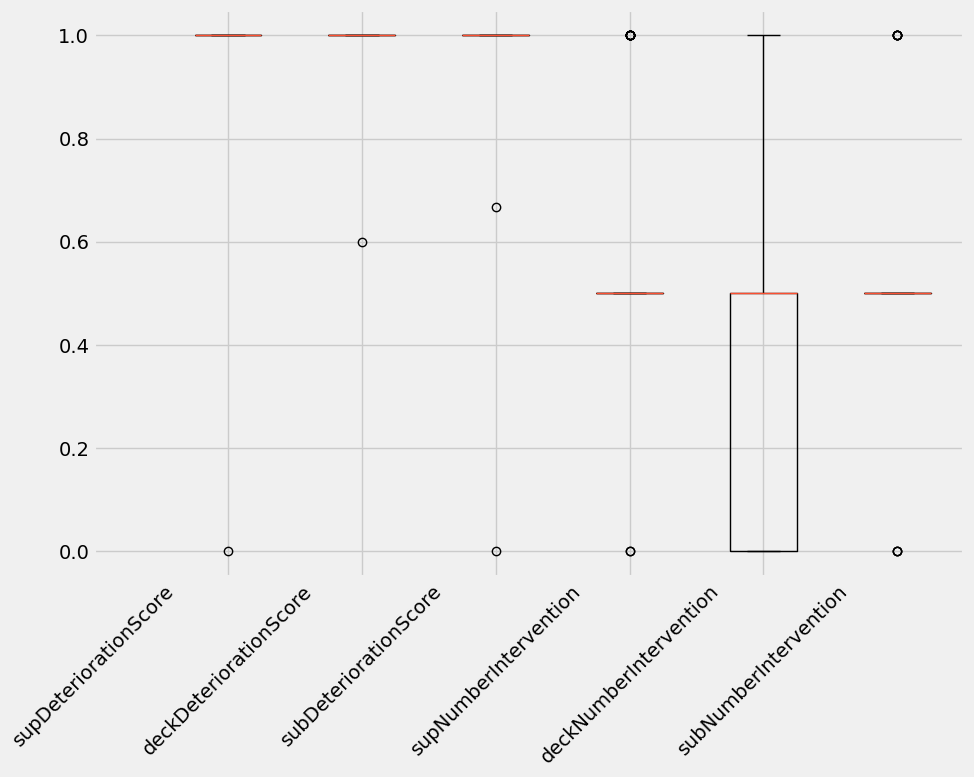 1.0
0.8
0.6
0.4
0.2
0.0
supDeteriorationScore
deckDeteriorationScore
subDeteriorationScore
supNumberIntervention
deckNumberIntervention
subNumberIntervention